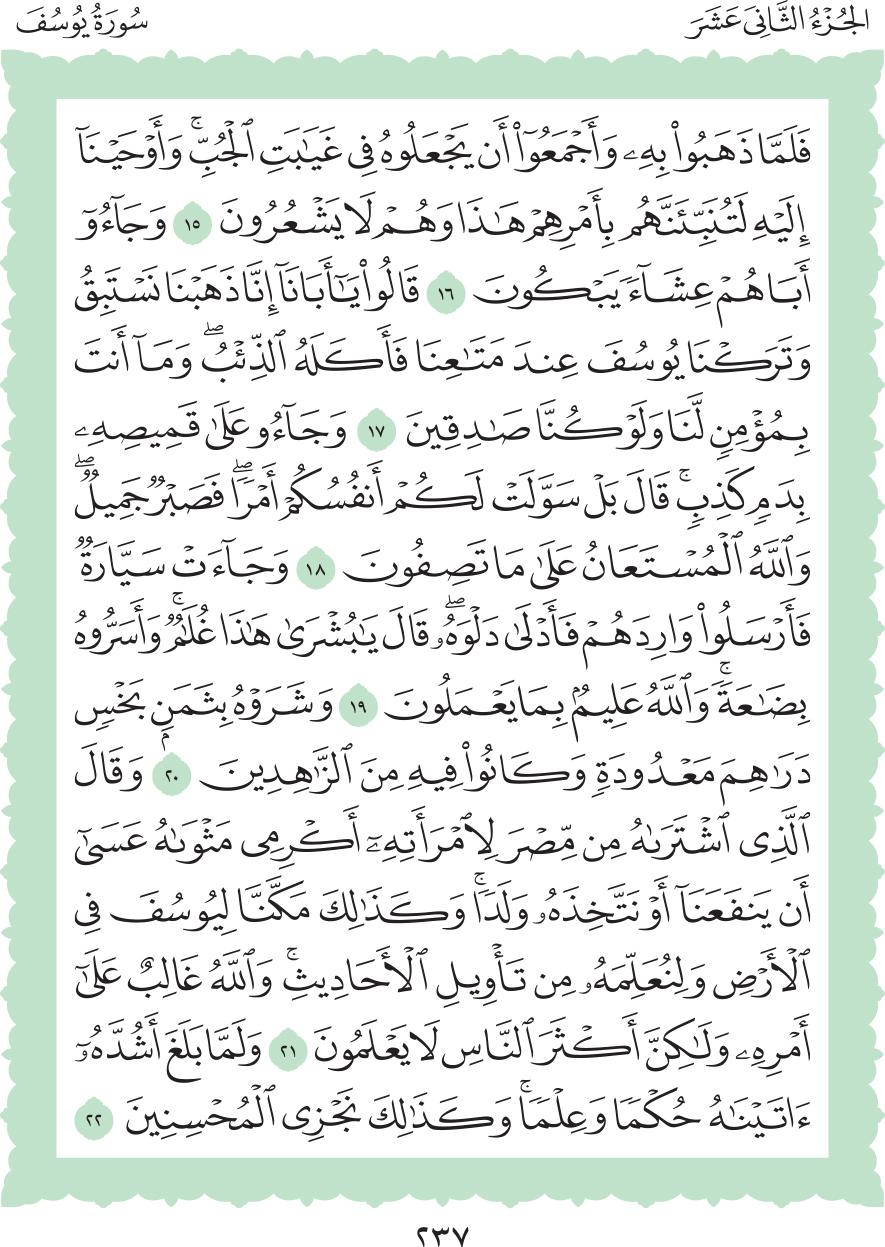 الجُزْءُ الثَّانِىَ عَشَرَ
سُورَةُ يُوسُفَ
فَلَمَّا ذَهَبُوا۟ بِهِۦ وَأَجْمَعُوٓا۟ أَن يَجْعَلُوهُ فِى غَيَٰبَتِ ٱلْجُبِّۚ وَأَوْحَيْنَآ
إِلَيْهِ لَتُنَبِّئَنَّهُم بِأَمْرِهِمْ هَٰذَا وَهُمْ لَا يَشْعُرُونَ ١٥ وَجَآءُوٓ
أَبَاهُمْ عِشَآءً يَبْكُونَ ١٦ قَالُوا۟ يَٰٓأَبَانَآ إِنَّا ذَهَبْنَا نَسْتَبِقُ
وَتَرَكْنَا يُوسُفَ عِندَ مَتَٰعِنَا فَأَكَلَهُ ٱلذِّئْبُۖ وَمَآ أَنتَ
بِمُؤْمِنٍ لَّنَا وَلَوْ كُنَّا صَٰدِقِينَ ١٧ وَجَآءُو عَلَىٰ قَمِيصِهِۦ
بِدَمٍ كَذِبٍۚ قَالَ بَلْ سَوَّلَتْ لَكُمْ أَنفُسُكُمْ أَمْرًاۖ فَصَبْرٌ جَمِيلٌۖ
وَٱللَّهُ ٱلْمُسْتَعَانُ عَلَىٰ مَا تَصِفُونَ ١٨ وَجَآءَتْ سَيَّارَةٌ
فَأَرْسَلُوا۟ وَارِدَهُمْ فَأَدْلَىٰ دَلْوَهُۥۖ قَالَ يَٰبُشْرَىٰ هَٰذَا غُلَٰمٌۚ وَأَسَرُّوهُ
بِضَٰعَةًۚ وَٱللَّهُ عَلِيمٌۢ بِمَا يَعْمَلُونَ ١٩ وَشَرَوْهُ بِثَمَنٍۭ بَخْسٍ
دَرَٰهِمَ مَعْدُودَةٍ وَكَانُوا۟ فِيهِ مِنَ ٱلزَّٰهِدِينَ ٢٠ وَقَالَ
ٱلَّذِى ٱشْتَرَىٰهُ مِن مِّصْرَ لِٱمْرَأَتِهِۦٓ أَكْرِمِى مَثْوَىٰهُ عَسَىٰٓ
أَن يَنفَعَنَآ أَوْ نَتَّخِذَهُۥ وَلَدًاۚ وَكَذَٰلِكَ مَكَّنَّا لِيُوسُفَ فِى
ٱلْأَرْضِ وَلِنُعَلِّمَهُۥ مِن تَأْوِيلِ ٱلْأَحَادِيثِۚ وَٱللَّهُ غَالِبٌ عَلَىٰٓ
أَمْرِهِۦ وَلَٰكِنَّ أَكْثَرَ ٱلنَّاسِ لَا يَعْلَمُونَ ٢١ وَلَمَّا بَلَغَ أَشُدَّهُۥٓ
ءَاتَيْنَٰهُ حُكْمًا وَعِلْمًاۚ وَكَذَٰلِكَ نَجْزِى ٱلْمُحْسِنِينَ ٢٢
٢٣٧